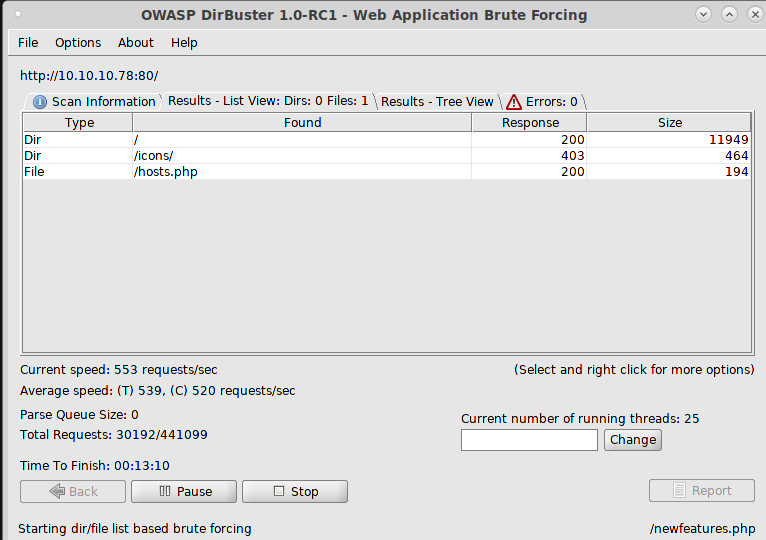 OWASP DirBuster 1.0-RC1 - Web Application Brute Forcing
File Options About Help
http://10.10.10.78:80/
Scan Information Results - List View: Dirs: 0 Files: 1 Results - Tree View Errors: 0
Type Found Response Size
Dir / 200 11949
Dir /icons/ 403 464
File /hosts.php 200 194
Current speed: 553 requests/sec (Select and right click for more options)
Average speed: (T) 539, (C) 520 requests/sec
Parse Queue Size: 0
Current number of running threads: 25
Total Requests: 30192/441099
Change
Time To Finish: 00:13:10
Back Pause Stop Report
Starting dir/file list based brute forcing /newfeatures.php